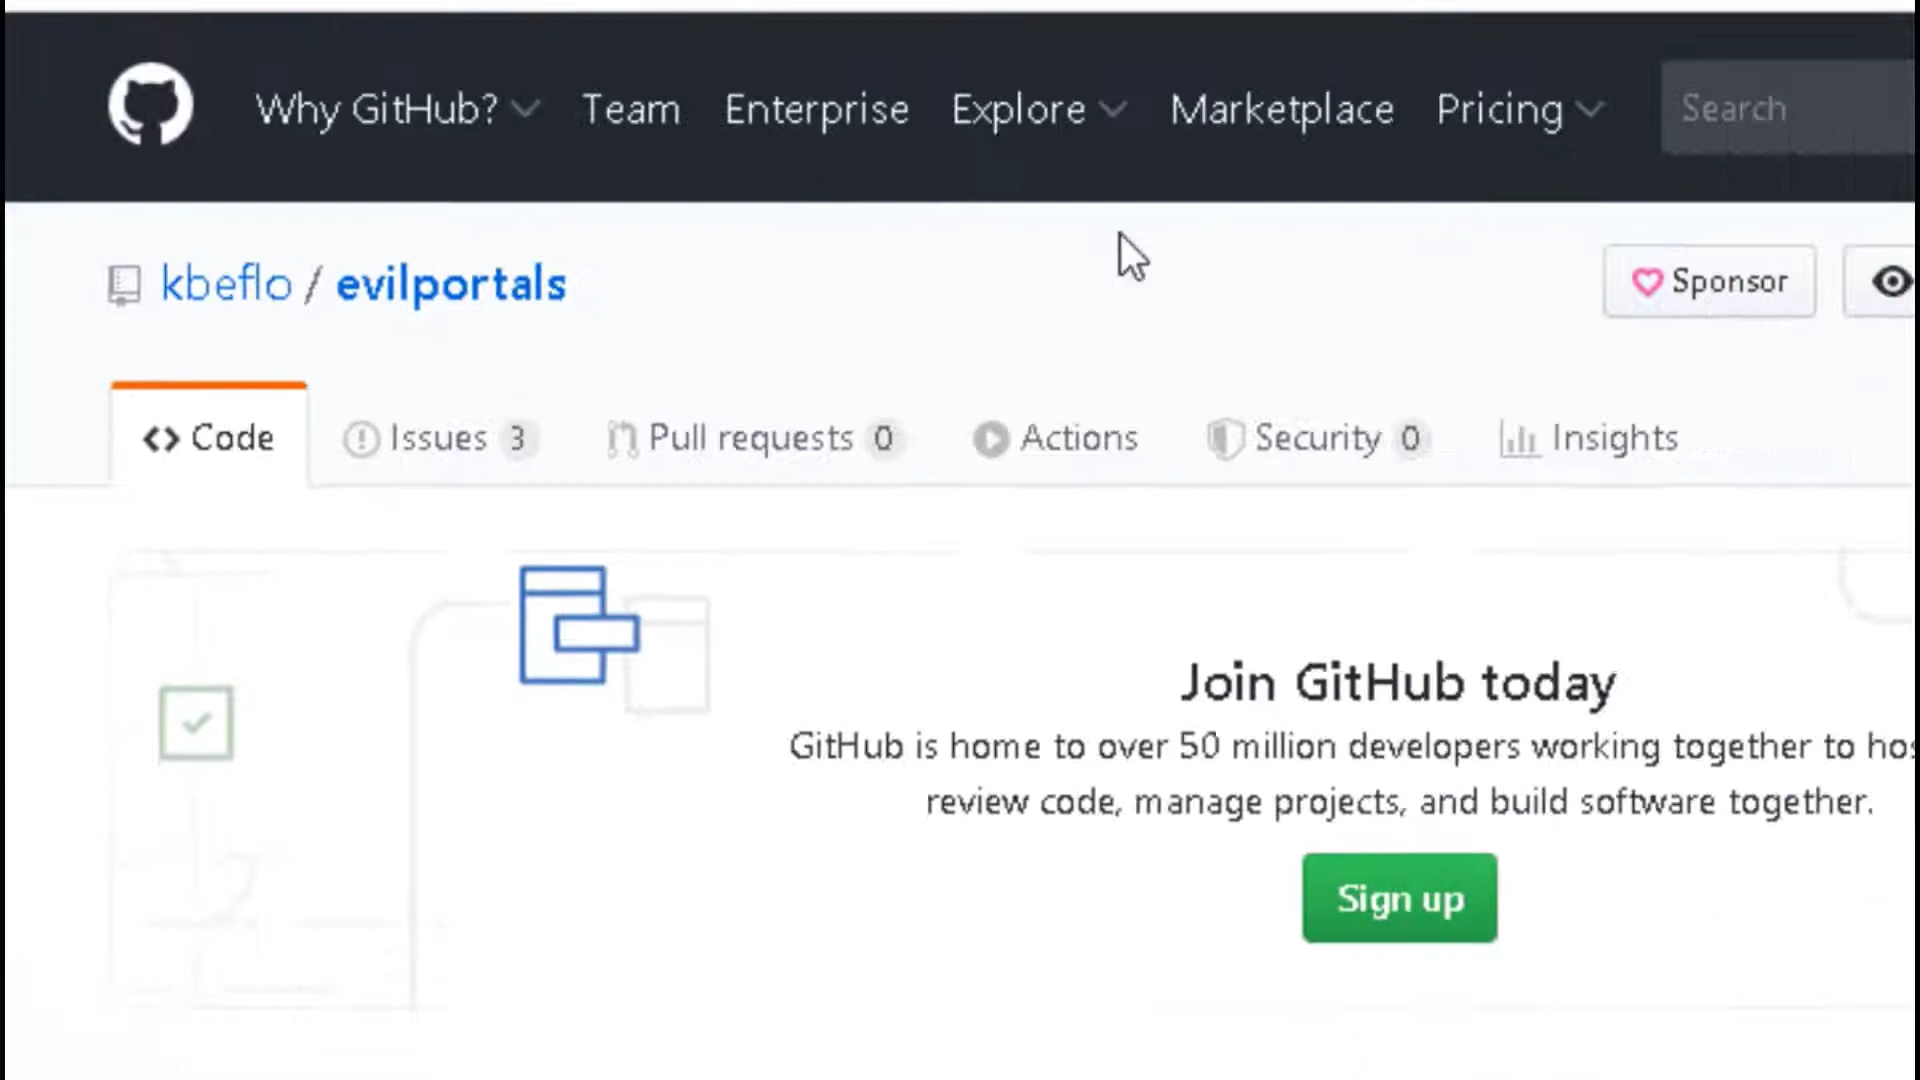 Why GitHub? Team Enterprise Explore Marketplace Pricing Search
kbeflo / evilportals
Sponsor
Code Issues 3 Pull requests 0 Actions Security 0 Insights
Join GitHub today
GitHub is home to over 50 million developers working together to
review code, manage projects, and build software together.
Sign up